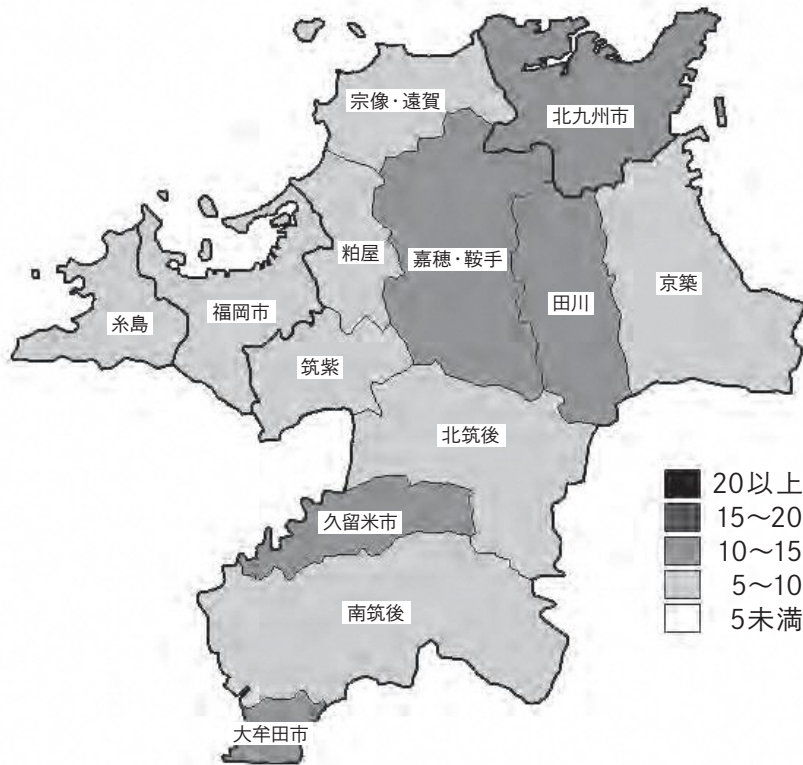 宗像・遠賀
北九州市
粕屋
嘉穂・鞍手
田川
京築
糸島
福岡市
筑紫
北筑後
久留米市
南筑後
大牟田市
20以上
15～20
10～15
5～10
5未満